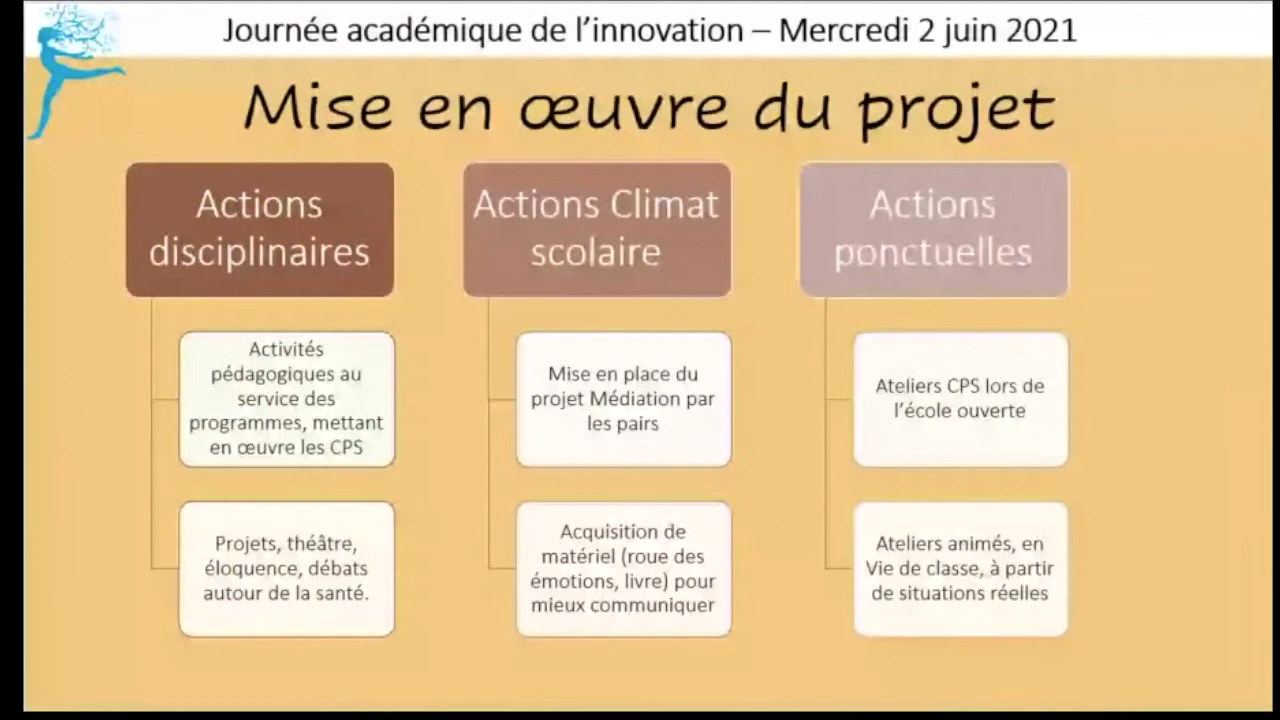 Journée académique de l'innovation – Mercredi 2 juin 2021
Mise en œuvre du projet
Actions
disciplinaires
Activités
pédagogiques au
service des
programmes, mettant
en œuvre les CPS
Projets, théâtre,
éloquence, débats
autour de la santé.
Actions Climat
scolaire
Mise en place du
projet Médiation par
les pairs
Acquisition de
matériel (roue des
émotions, livre) pour
mieux communiquer
Actions
ponctuelles
Ateliers CPS lors de
l'école ouverte
Ateliers animés, en
Vie de classe, à partir
de situations réelles